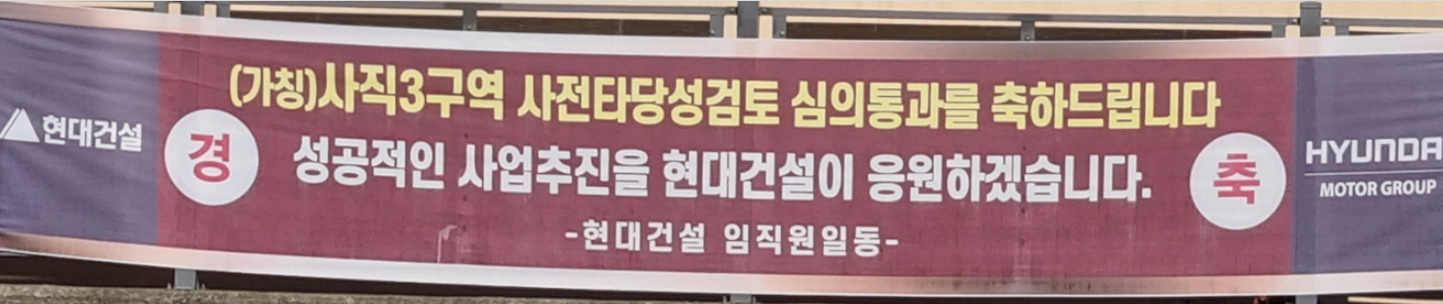 (가칭)사직3구역 사전타당성검토 심의통과를 축하드립니다
현대건설
경
성공적인 사업추진을 현대건설이 응원하겠습니다.
축
HYUNDA
MOTOR GROUP
-현대건설 임직원일동-